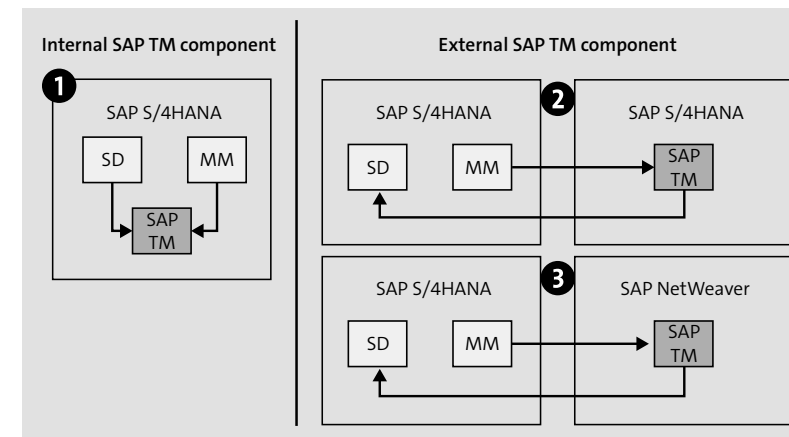 Internal SAP TM component
External SAP TM component
1
SAP S/4HANA
SD
MM
SAP
TM
2
SAP S/4HANA
SAP S/4HANA
SD
MM
SAP
TM
3
SAP S/4HANA
SAP NetWeaver
SD
MM
SAP
TM